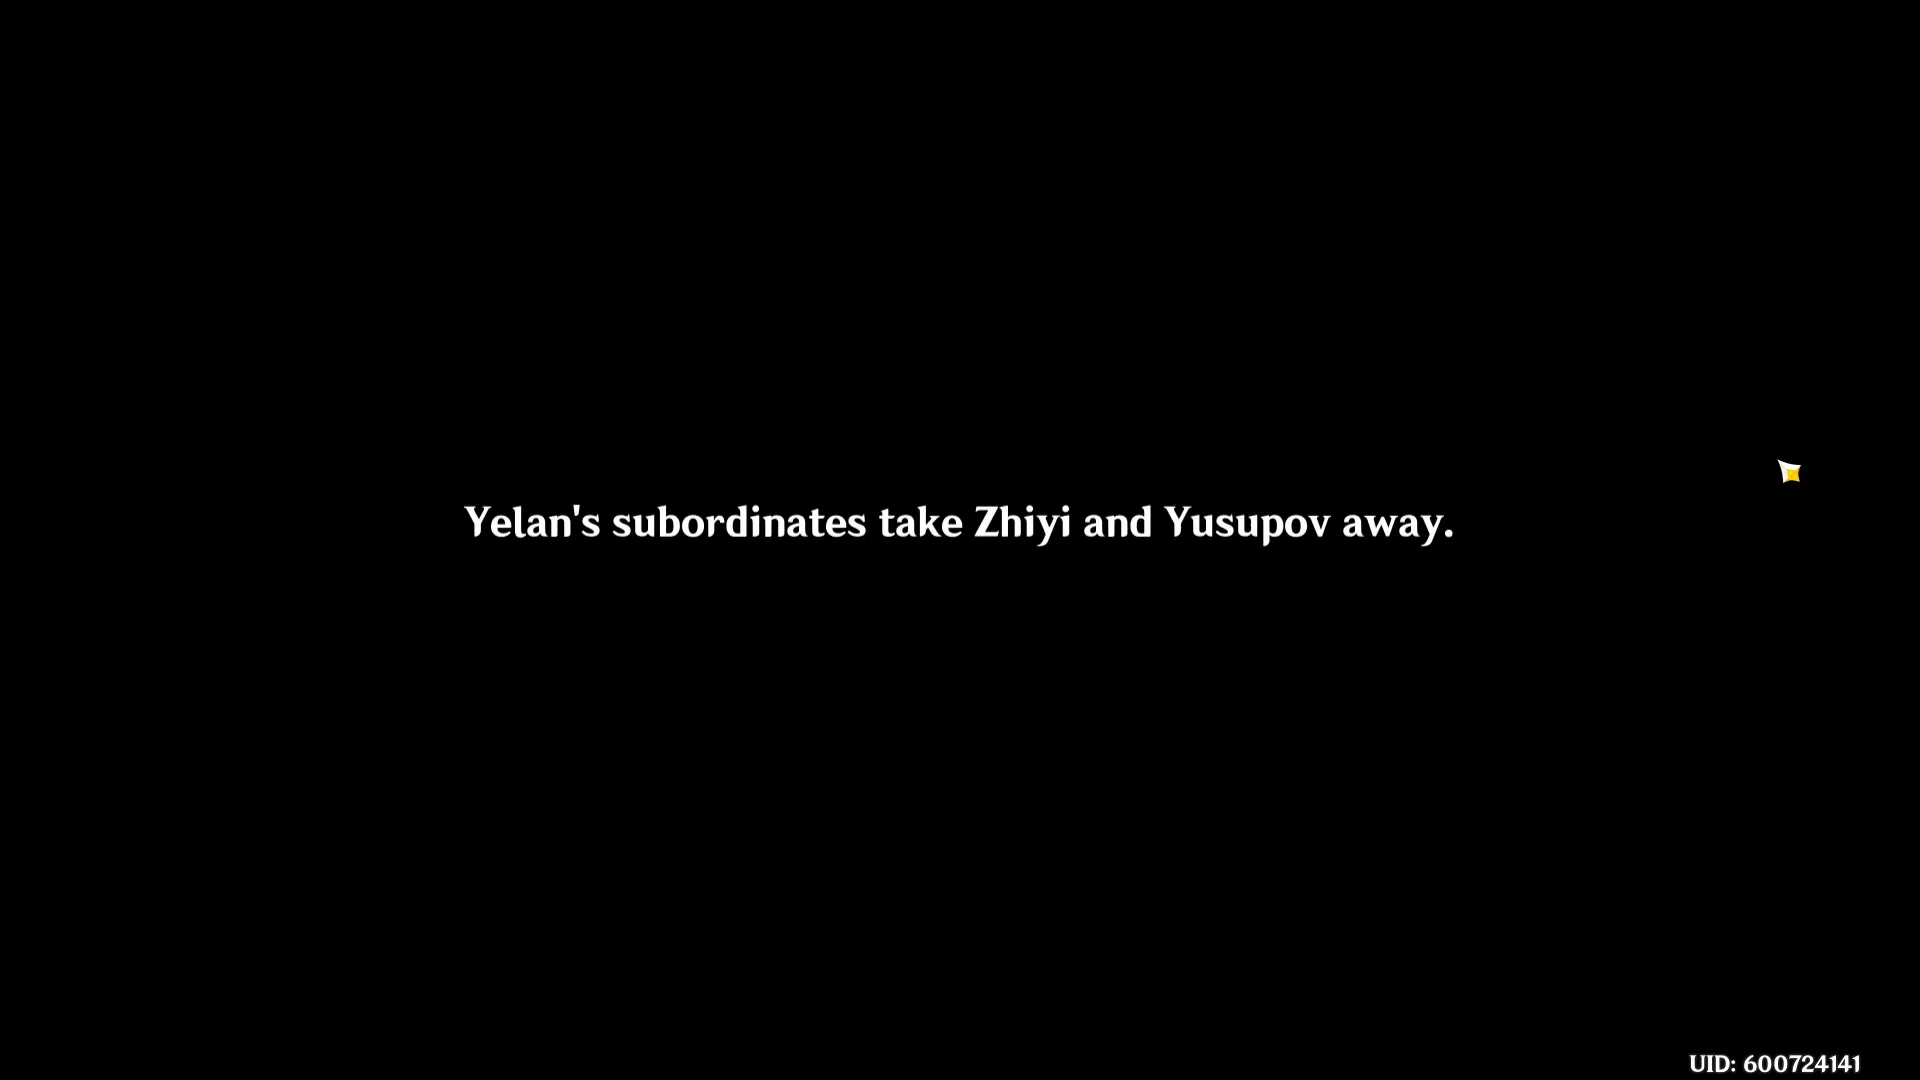 Yelan's subordinates take Zhiyi and Yusupov away.
UID: 600724141